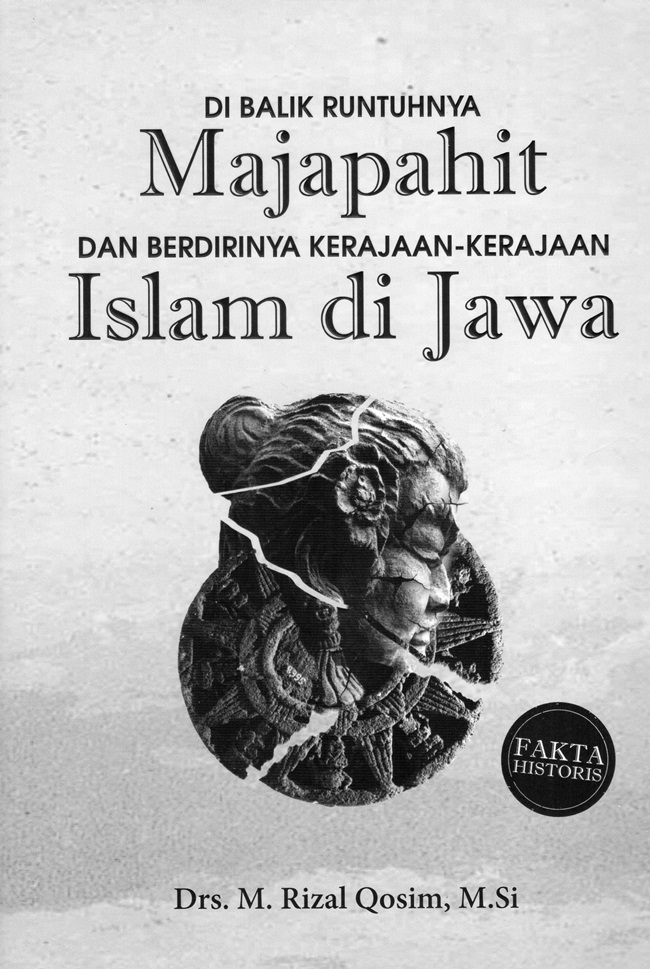 DI BALIK RUNTUHNYA
Majapahit
DAN BERDIRINYA KERAJAAN-KERAJAAN
Islam di Jawa
FAKTA
HISTORIS
Drs. M. Rizal Qosim, M.Si